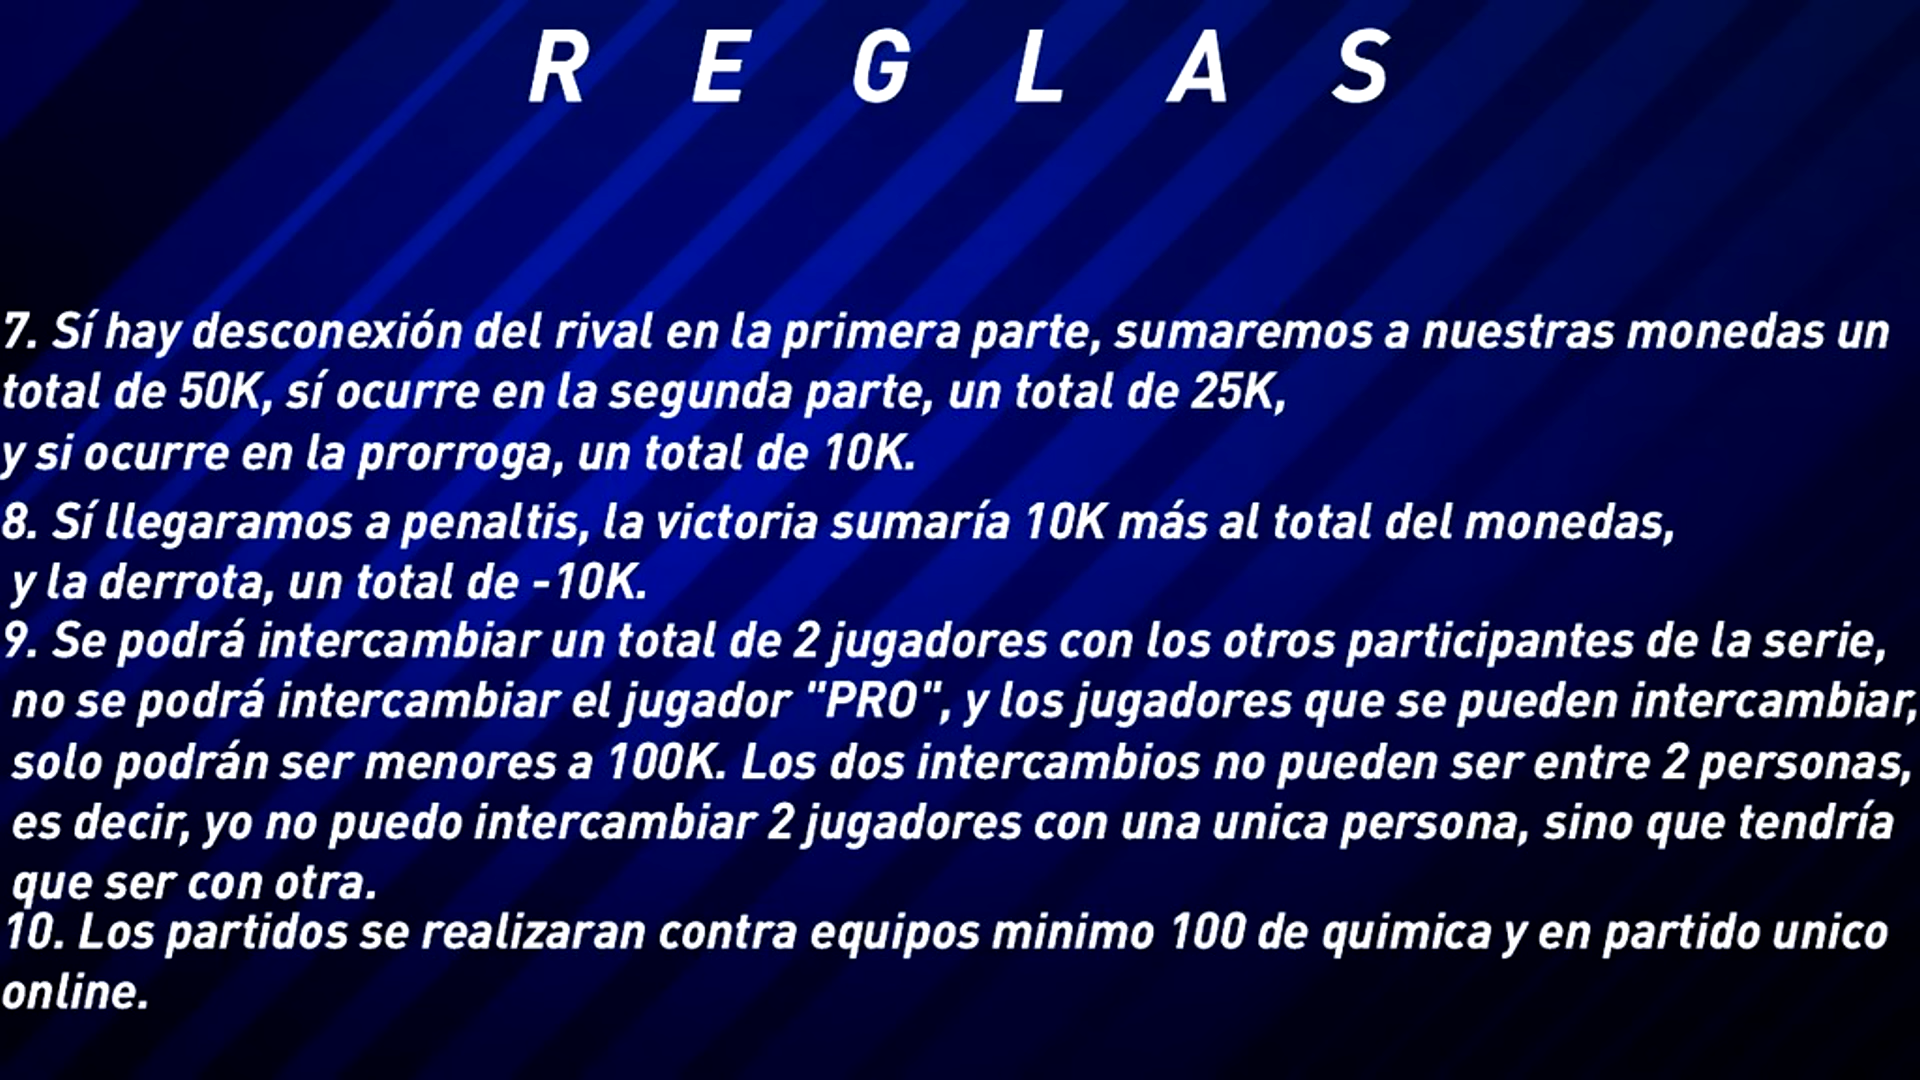 R E G L A S
7. Sí hay desconexión del rival en la primera parte, sumaremos a nuestras monedas un
total de 50K, sí ocurre en la segunda parte, un total de 25K,
y si ocurre en la prorroga, un total de 10K.
8. Sí llegaramos a penaltis, la victoria sumaría 10K más al total del monedas,
y la derrota, un total de -10K.
9. Se podrá intercambiar un total de 2 jugadores con los otros participantes de la serie,
no se podrá intercambiar el jugador "PRO", y los jugadores que se pueden intercambiar,
solo podrán ser menores a 100K. Los dos intercambios no pueden ser entre 2 personas,
es decir, yo no puedo intercambiar 2 jugadores con una unica persona, sino que tendría
que ser con otra.
10. Los partidos se realizaran contra equipos minimo 100 de quimica y en partido unico
online.